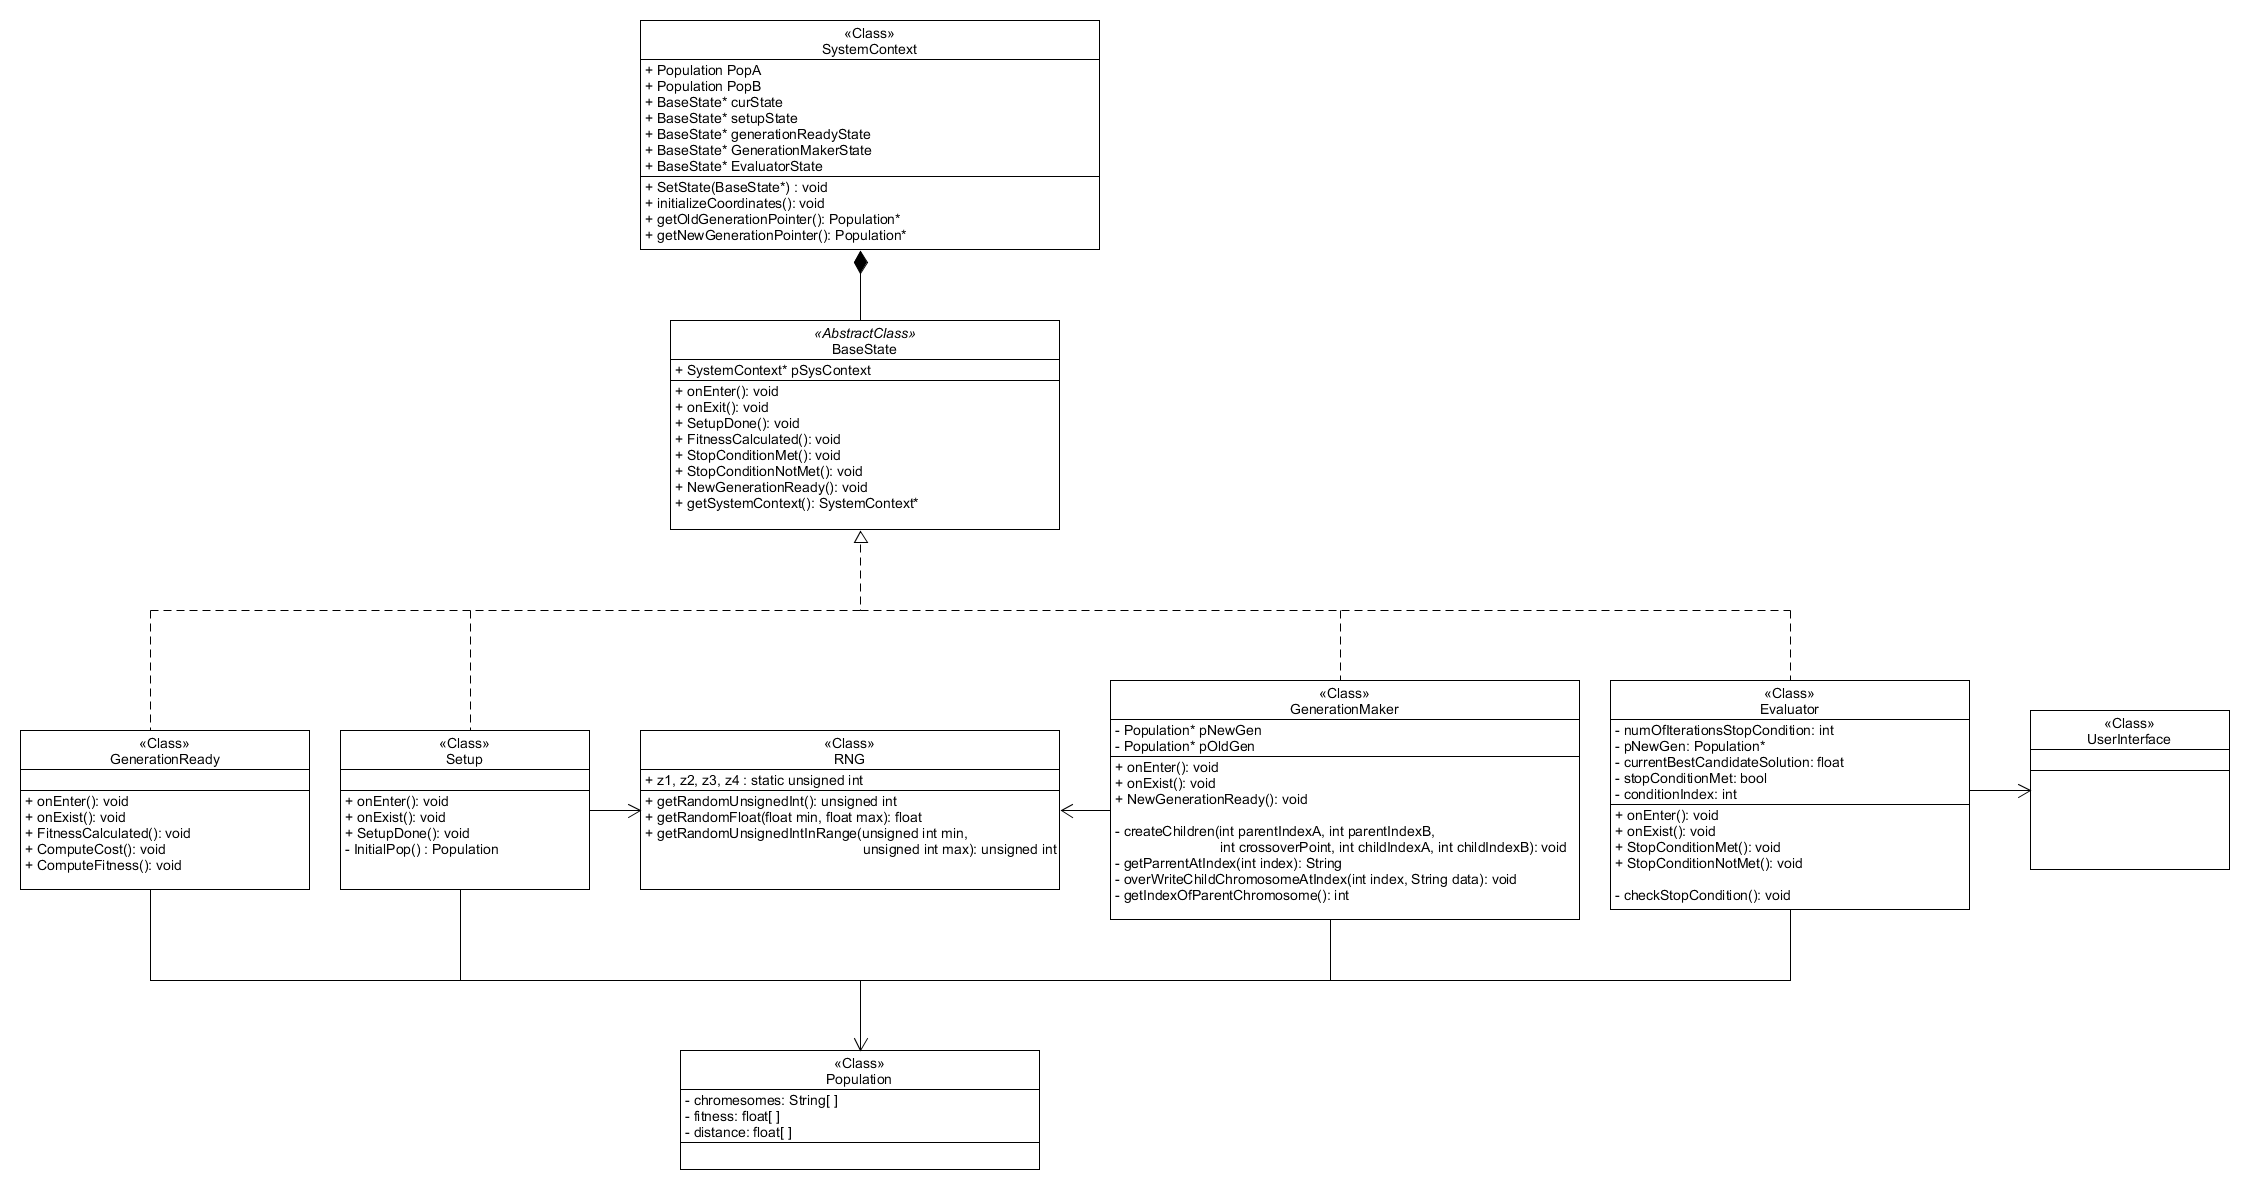 «Class»
SystemContext
+ Population PopA
+ Population PopB
+ BaseState* curState
+ BaseState* setupState
+ BaseState* generationReadyState
+ BaseState* GenerationMakerState
+ BaseState* EvaluatorState
+ SetState(BaseState*) : void
+ initializeCoordinates(): void
+ getOldGenerationPointer(): Population*
+ getNewGenerationPointer(): Population*
«AbstractClass»
BaseState
+ SystemContext* pSysContext
+ onEnter(): void
+ onExit(): void
+ SetupDone(): void
+ FitnessCalculated(): void
+ StopConditionMet(): void
+ StopConditionNotMet(): void
+ NewGenerationReady(): void
+ getSystemContext(): SystemContext*
«Class»
GenerationReady
+ onEnter(): void
+ onExist(): void
+ FitnessCalculated(): void
+ ComputeCost(): void
+ ComputeFitness(): void
«Class»
Setup
+ onEnter(): void
+ onExist(): void
+ SetupDone(): void
- InitialPop() : Population
«Class»
RNG
+ z1, z2, z3, z4 : static unsigned int
+ getRandomUnsignedInt(): unsigned int
+ getRandomFloat(float min, float max): float
+ getRandomUnsignedIntInRange(unsigned int min,
unsigned int max): unsigned int
«Class»
GenerationMaker
- Population* pNewGen
- Population* pOldGen
+ onEnter(): void
+ onExist(): void
+ NewGenerationReady(): void
- createChildren(int parentIndexA, int parentIndexB,
int crossoverPoint, int childIndexA, int childIndexB): void
- getParrentAtIndex(int index): String
- overWriteChildChromosomeAtIndex(int index, String data): void
- getIndexOfParentChromosome(): int
«Class»
Evaluator
- numOfIterationsStopCondition: int
- pNewGen: Population*
- currentBestCandidateSolution: float
- stopConditionMet: bool
- conditionIndex: int
+ onEnter(): void
+ onExist(): void
+ StopConditionMet(): void
+ StopConditionNotMet(): void
- checkStopCondition(): void
«Class»
UserInterface
«Class»
Population
- chromesomes: String[ ]
- fitness: float[ ]
- distance: float[ ]